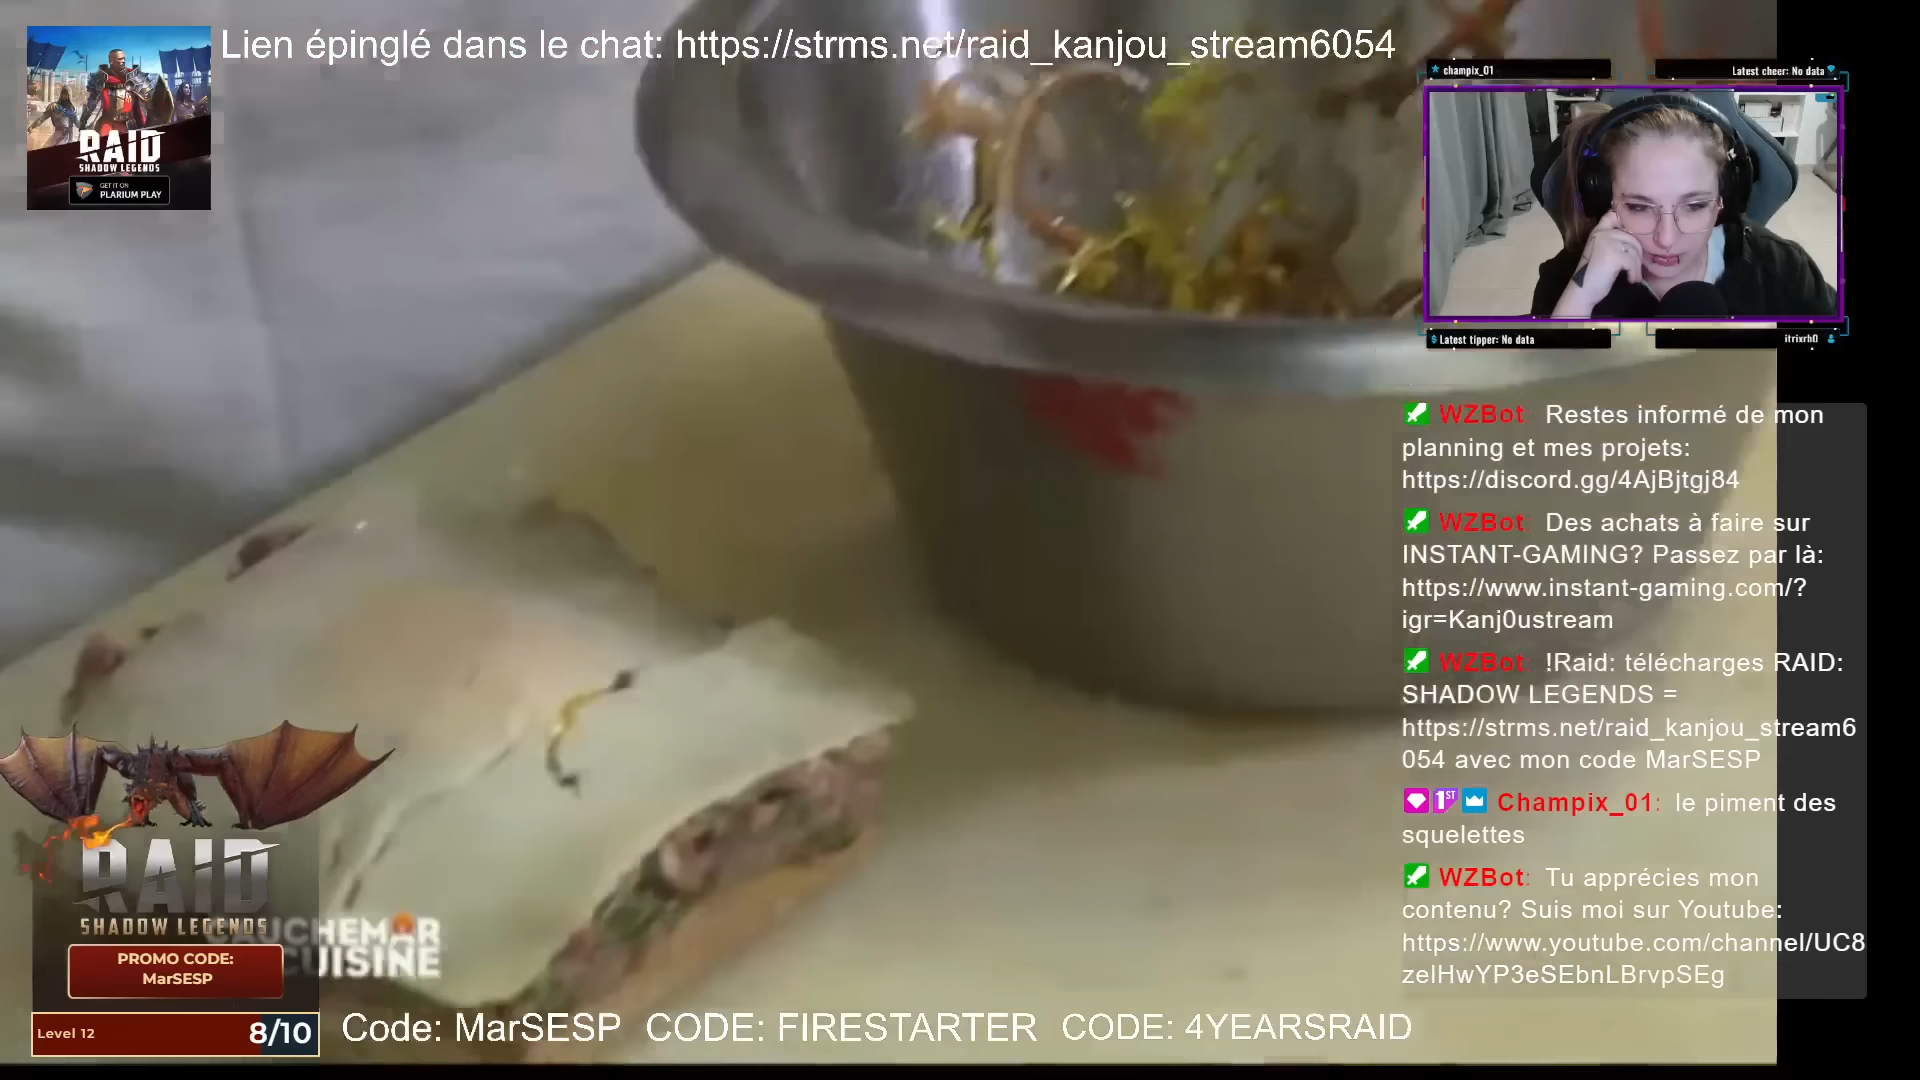 Lien épinglé dans le chat: https://strms.net/raid_kanjou_stream6054
RAID
SHADOW LEGENDS
GET IT ON
PLARIUM PLAY
champix_01
Latest cheer: No data
Latest tipper: No data
itrixrh0
WZBot: Restes informé de mon
planning et mes projets:
https://discord.gg/4AjBjtgj84
WZBot: Des achats à faire sur
INSTANT-GAMING? Passez par là:
https://www.instant-gaming.com/?
igr=Kanj0ustream
WZBot: !Raid: télécharges RAID:
SHADOW LEGENDS =
https://strms.net/raid_kanjou_stream6
054 avec mon code MarSESP
1ST Champix_01: le piment des
squelettes
WZBot: Tu apprécies mon
contenu? Suis moi sur Youtube:
https://www.youtube.com/channel/UC8
zelHwYP3eSEbnLBrvpSEg
RAID
SHADOW LEGENDS
CAUCHEMAR
CUISINE
PROMO CODE:
MarSESP
Level 12
8/10
Code: MarSESP CODE: FIRESTARTER CODE: 4YEARSRAID